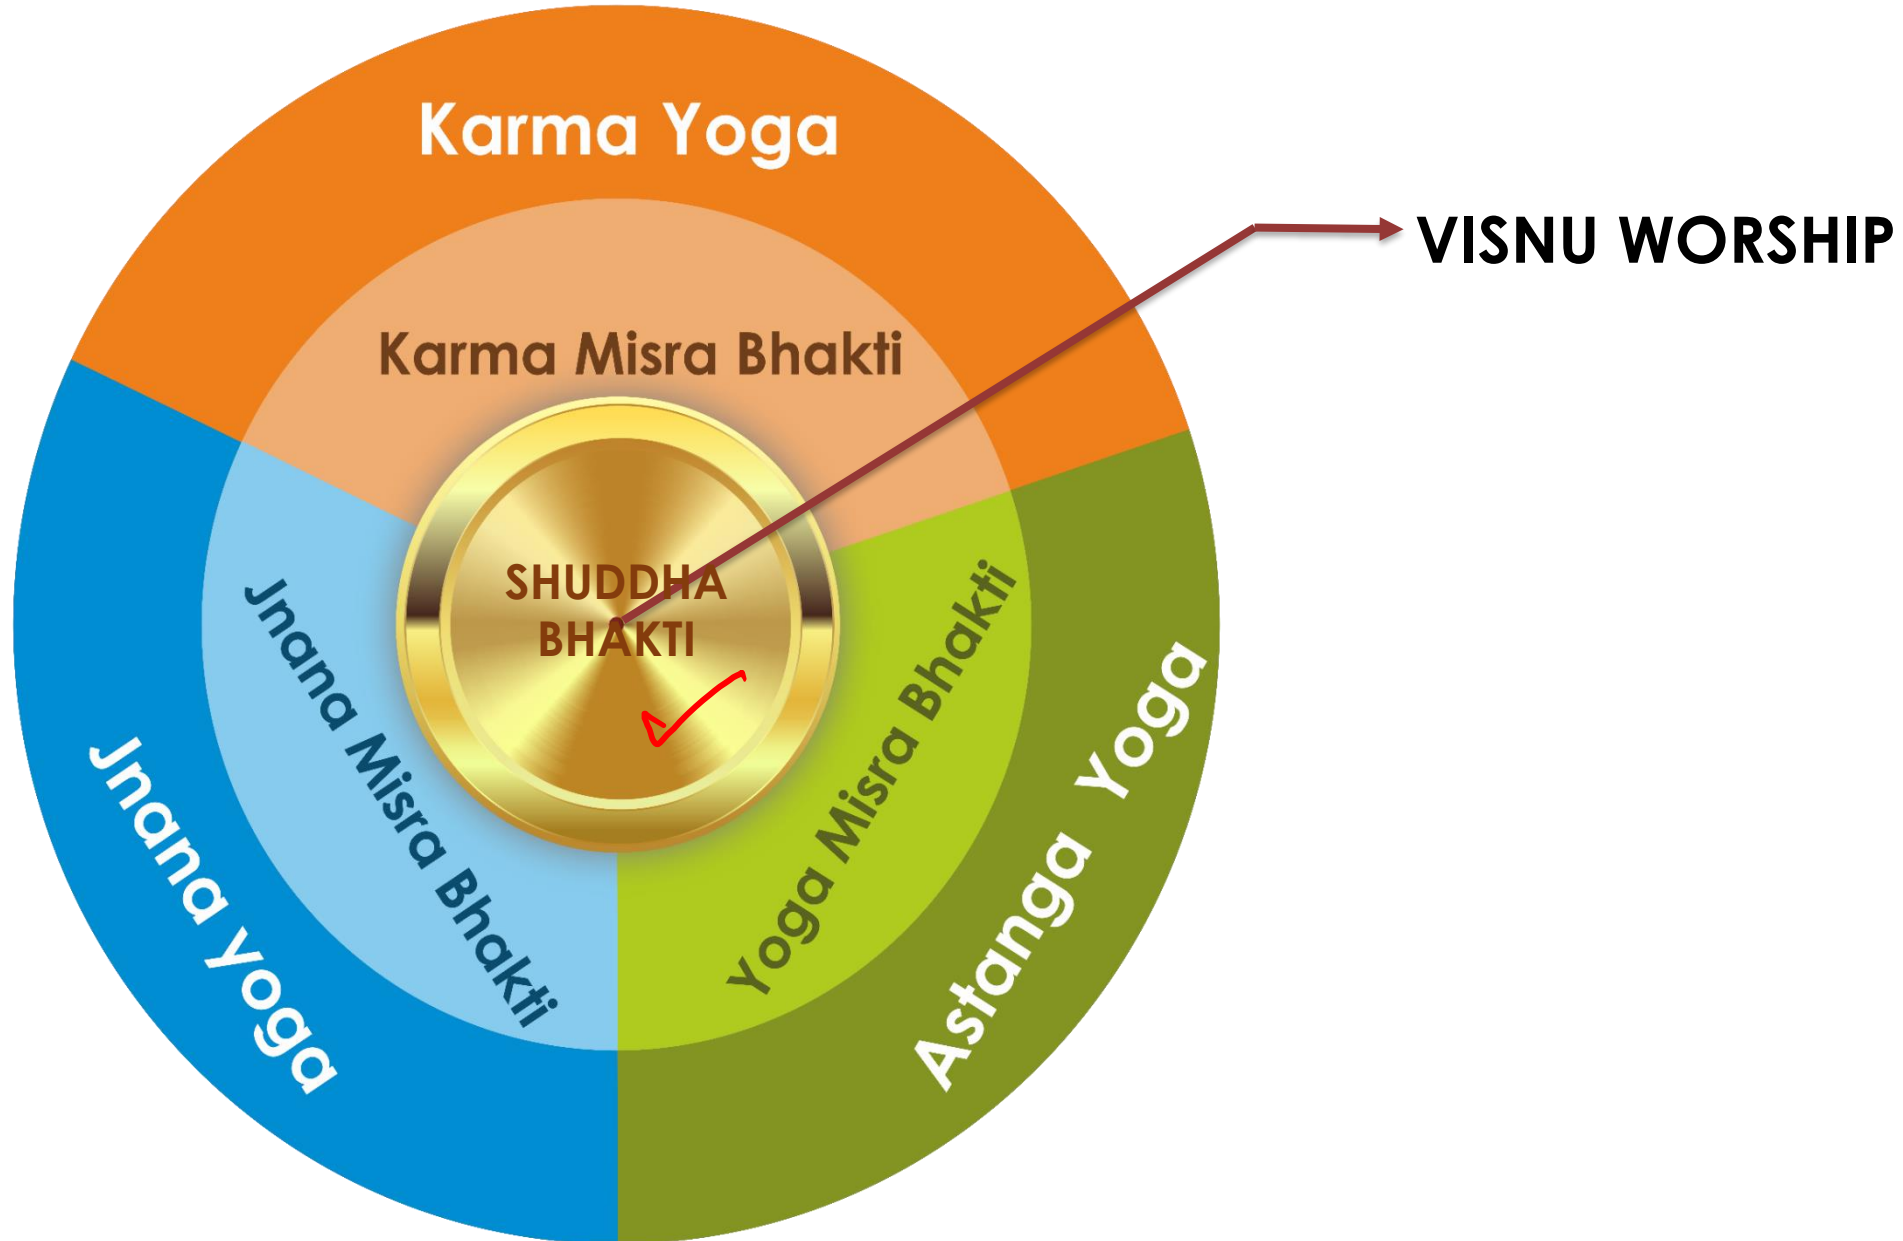 Karma Yoga
VISNU WORSHIP
Karma Misra Bhakti
SHUDDHA
BHAKTI
Jnana Misra Bhakti
Yoga Misra Bhakti
Jnana yoga
Astanga Yoga